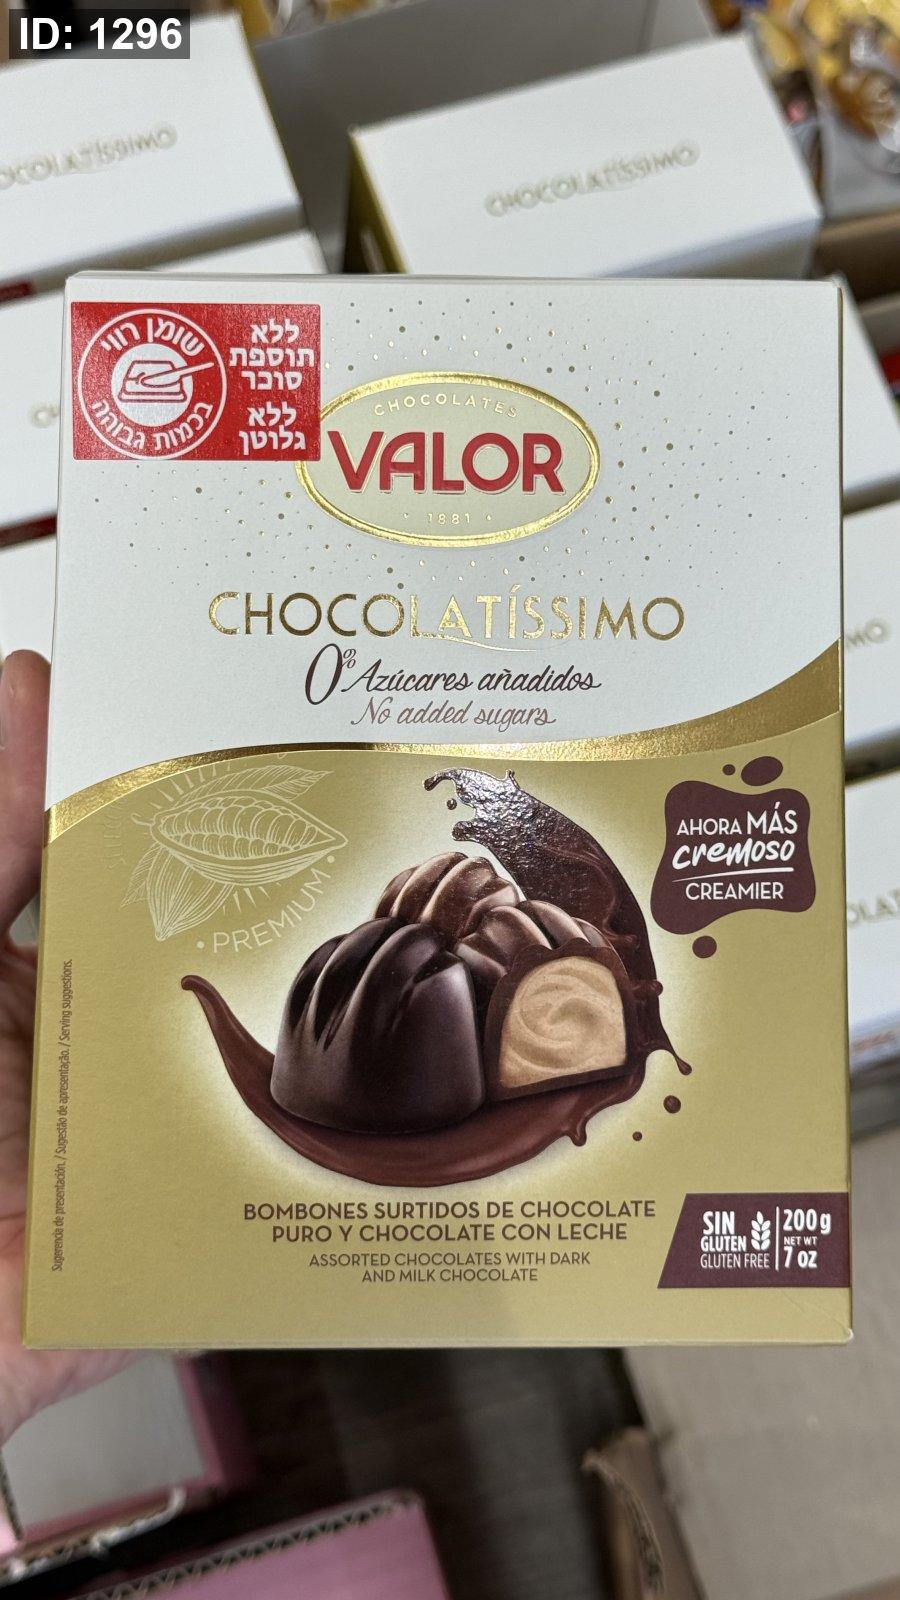 ID: 1296
CHOCOLATÍSSIMO
CHOCOLATÍSSIMO
שומן רווי
בכמות גבוהה
ללא
תוספת
סוכר
ללא
גלוטן
CHOCOLATES
VALOR
1881
CHOCOLATÍSSIMO
0% Azúcares añadidos
No added sugars
AHORA MÁS
cremoso
CREAMIER
PREMIUM
Sugerencia de presentación. / Sugestão de apresentação. / Serving suggestions.
BOMBONES SURTIDOS DE CHOCOLATE
PURO Y CHOCOLATE CON LECHE
ASSORTED CHOCOLATES WITH DARK
AND MILK CHOCOLATE
SIN
GLUTEN
GLUTEN FREE
200g
NET WT
7 OZ